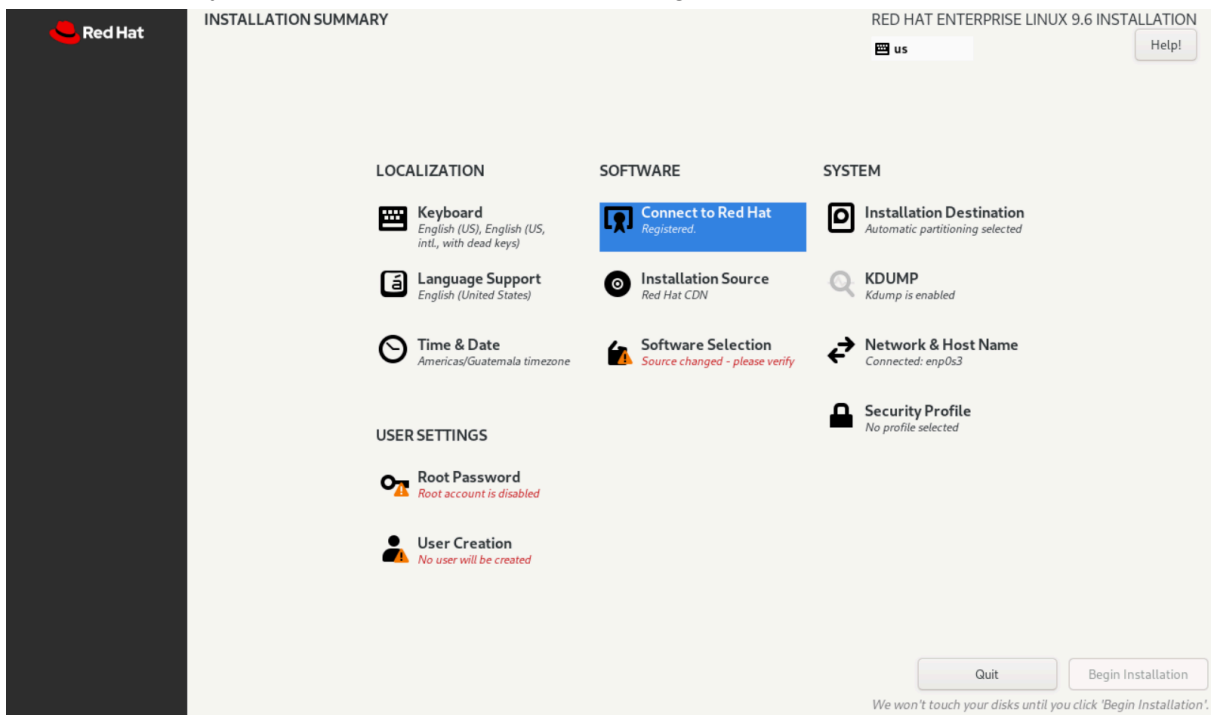 Red Hat
INSTALLATION SUMMARY
RED HAT ENTERPRISE LINUX 9.6 INSTALLATION
us
Help!
LOCALIZATION
Keyboard
English (US), English (US,
intl., with dead keys)
Language Support
English (United States)
Time & Date
Americas/Guatemala timezone
USER SETTINGS
Root Password
Root account is disabled
User Creation
No user will be created
SOFTWARE
Connect to Red Hat
Registered.
Installation Source
Red Hat CDN
Software Selection
Source changed - please verify
SYSTEM
Installation Destination
Automatic partitioning selected
KDUMP
Kdump is enabled
Network & Host Name
Connected: enp0s3
Security Profile
No profile selected
Quit
Begin Installation
We won't touch your disks until you click 'Begin Installation'.